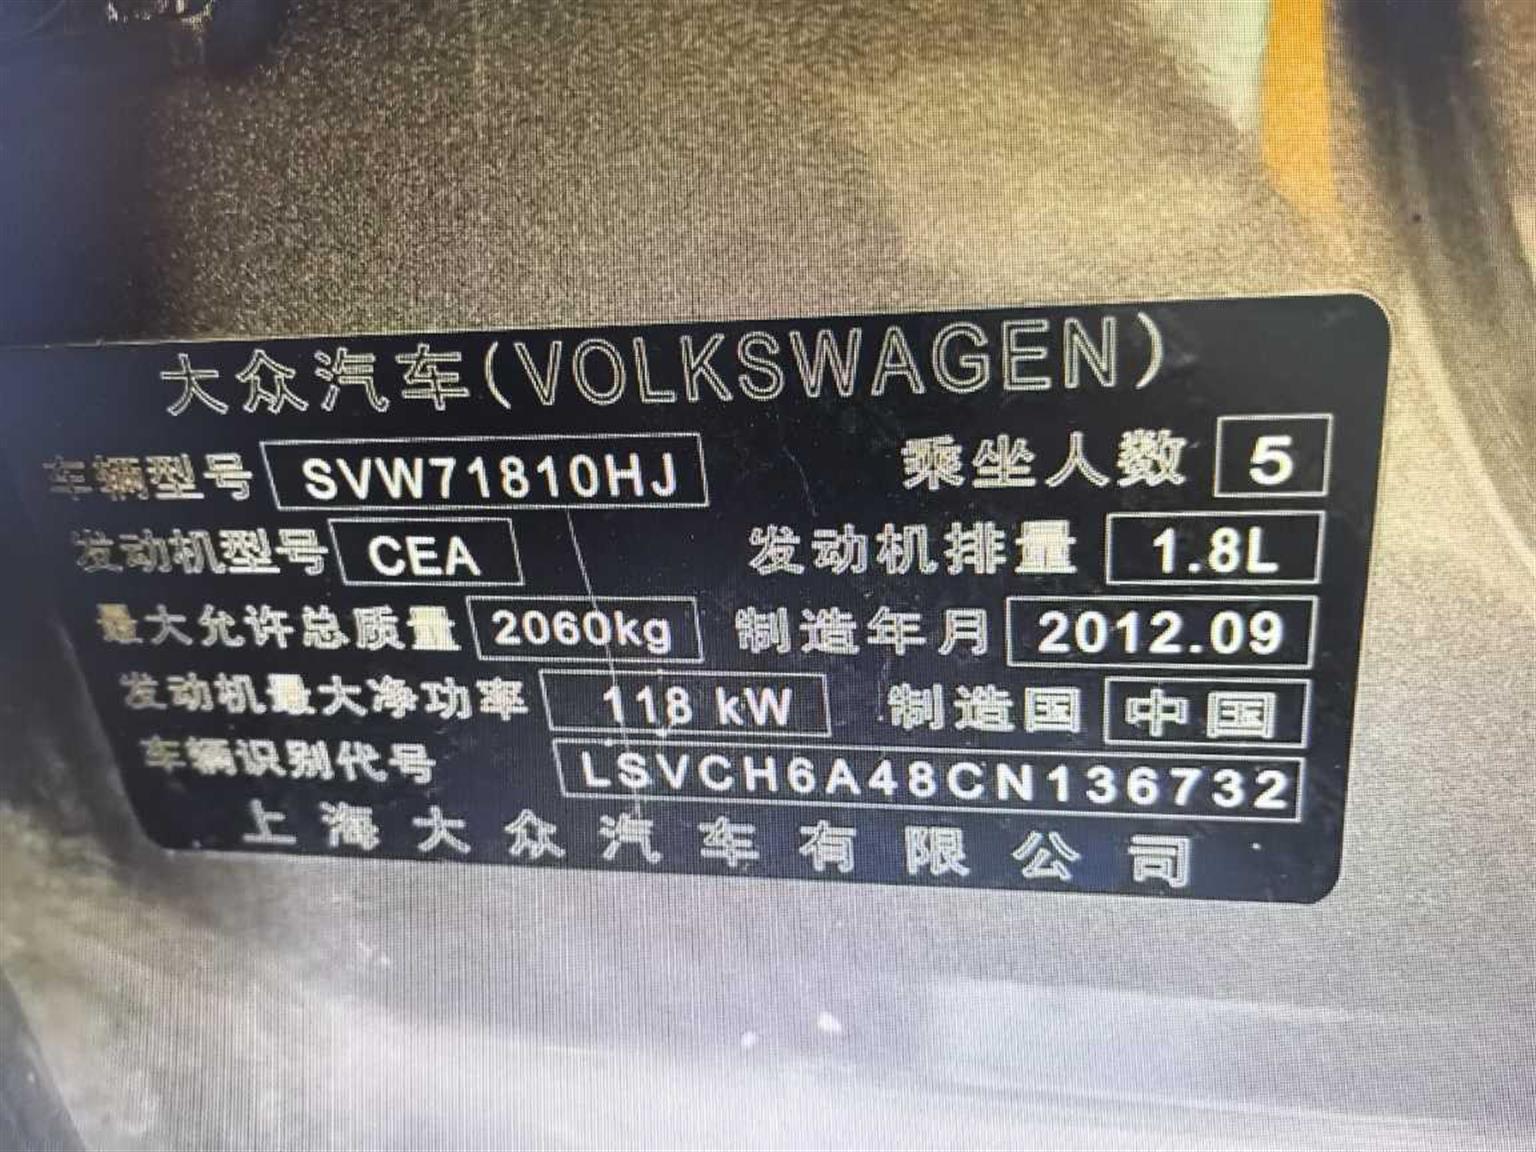 大众汽车(VOLKSWAGEN)
车辆型号 SVW71810HJ 乘坐人数 5
发动机型号 CEA 发动机排量 1.8L
最大允许总质量 2060kg 制造年月 2012.09
发动机最大净功率 118 kW 制造国 中国
车辆识别代号 LSVCH6A48CN136732
上海大众汽车有限公司